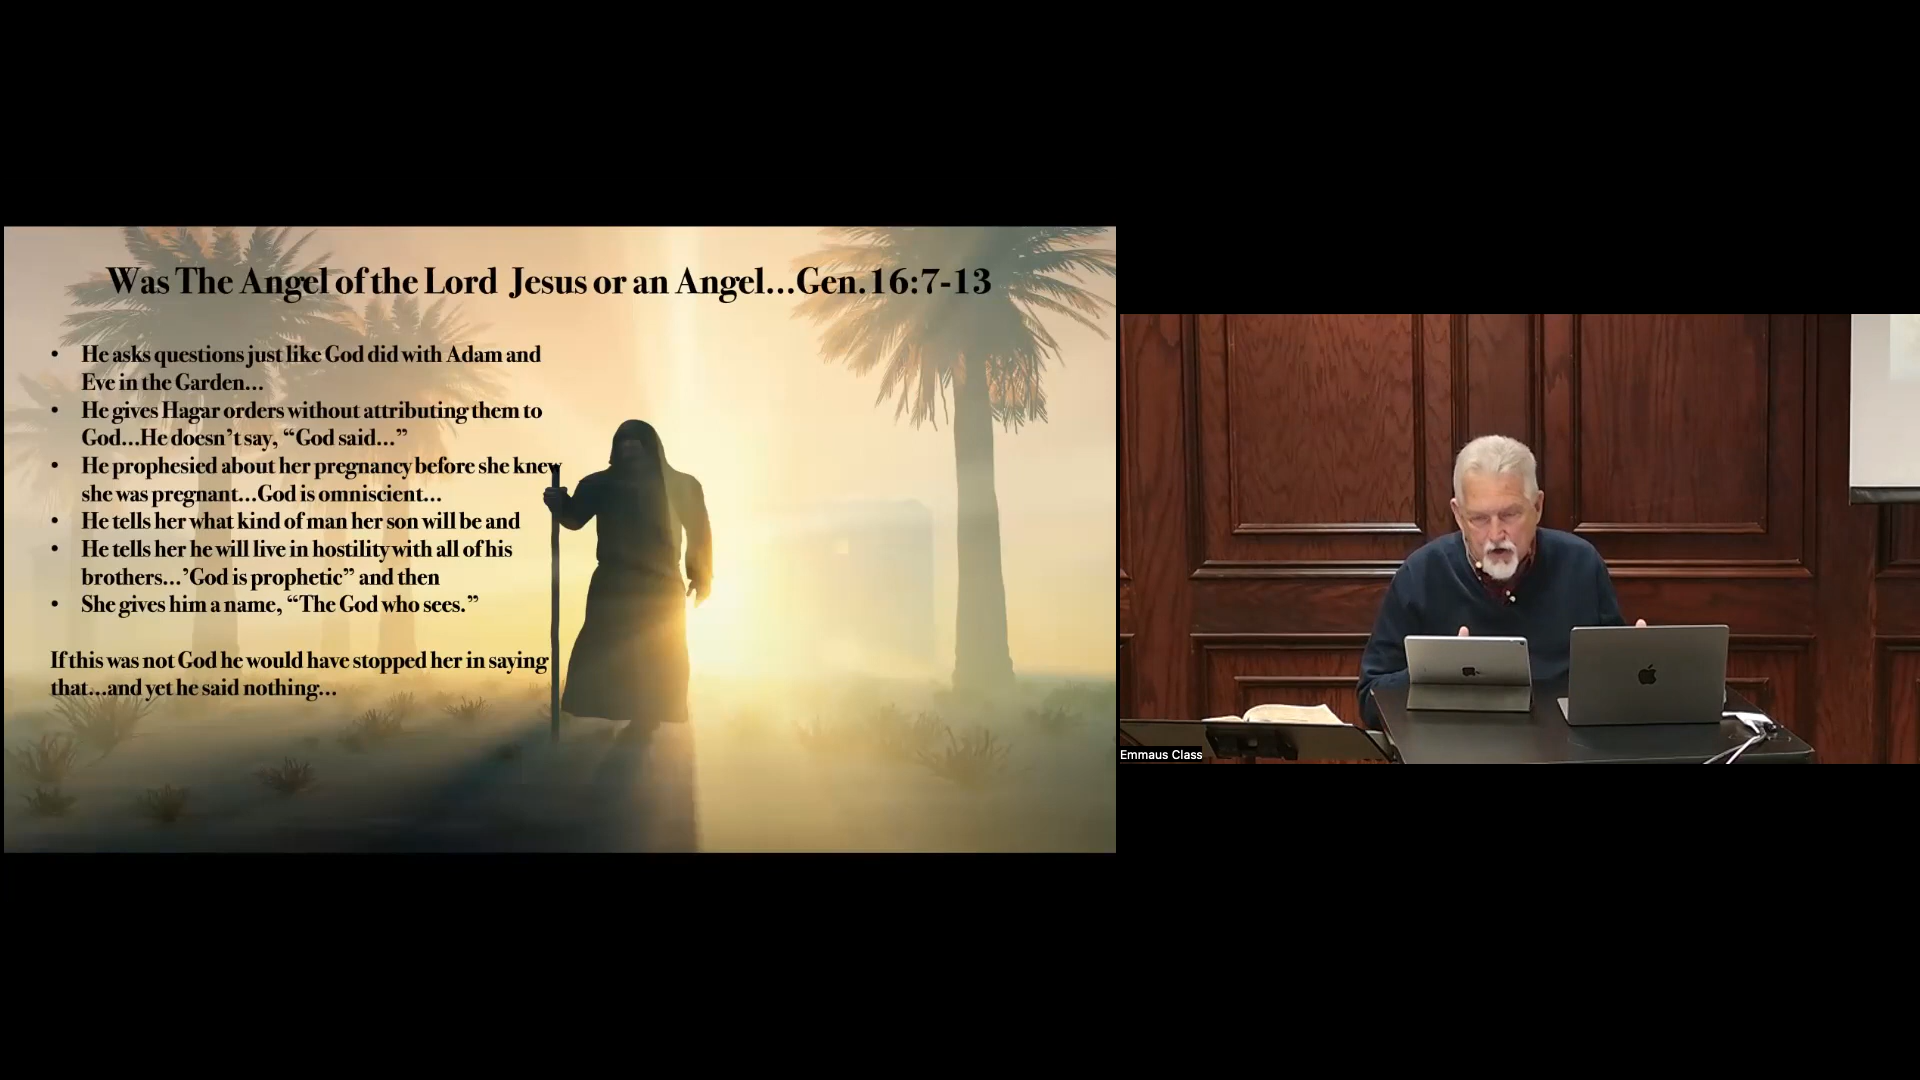 Was The Angel of the Lord Jesus or an Angel...Gen.16:7-13
• He asks questions just like God did with Adam and
Eve in the Garden...
• He gives Hagar orders without attributing them to
God...He doesn't say, “God said...”
• He prophesied about her pregnancy before she knew
she was pregnant...God is omniscient...
• He tells her what kind of man her son will be and
• He tells her he will live in hostility with all of his
brothers...’God is prophetic” and then
• She gives him a name, “The God who sees.”
If this was not God he would have stopped her in saying
that...and yet he said nothing...
Emmaus Class